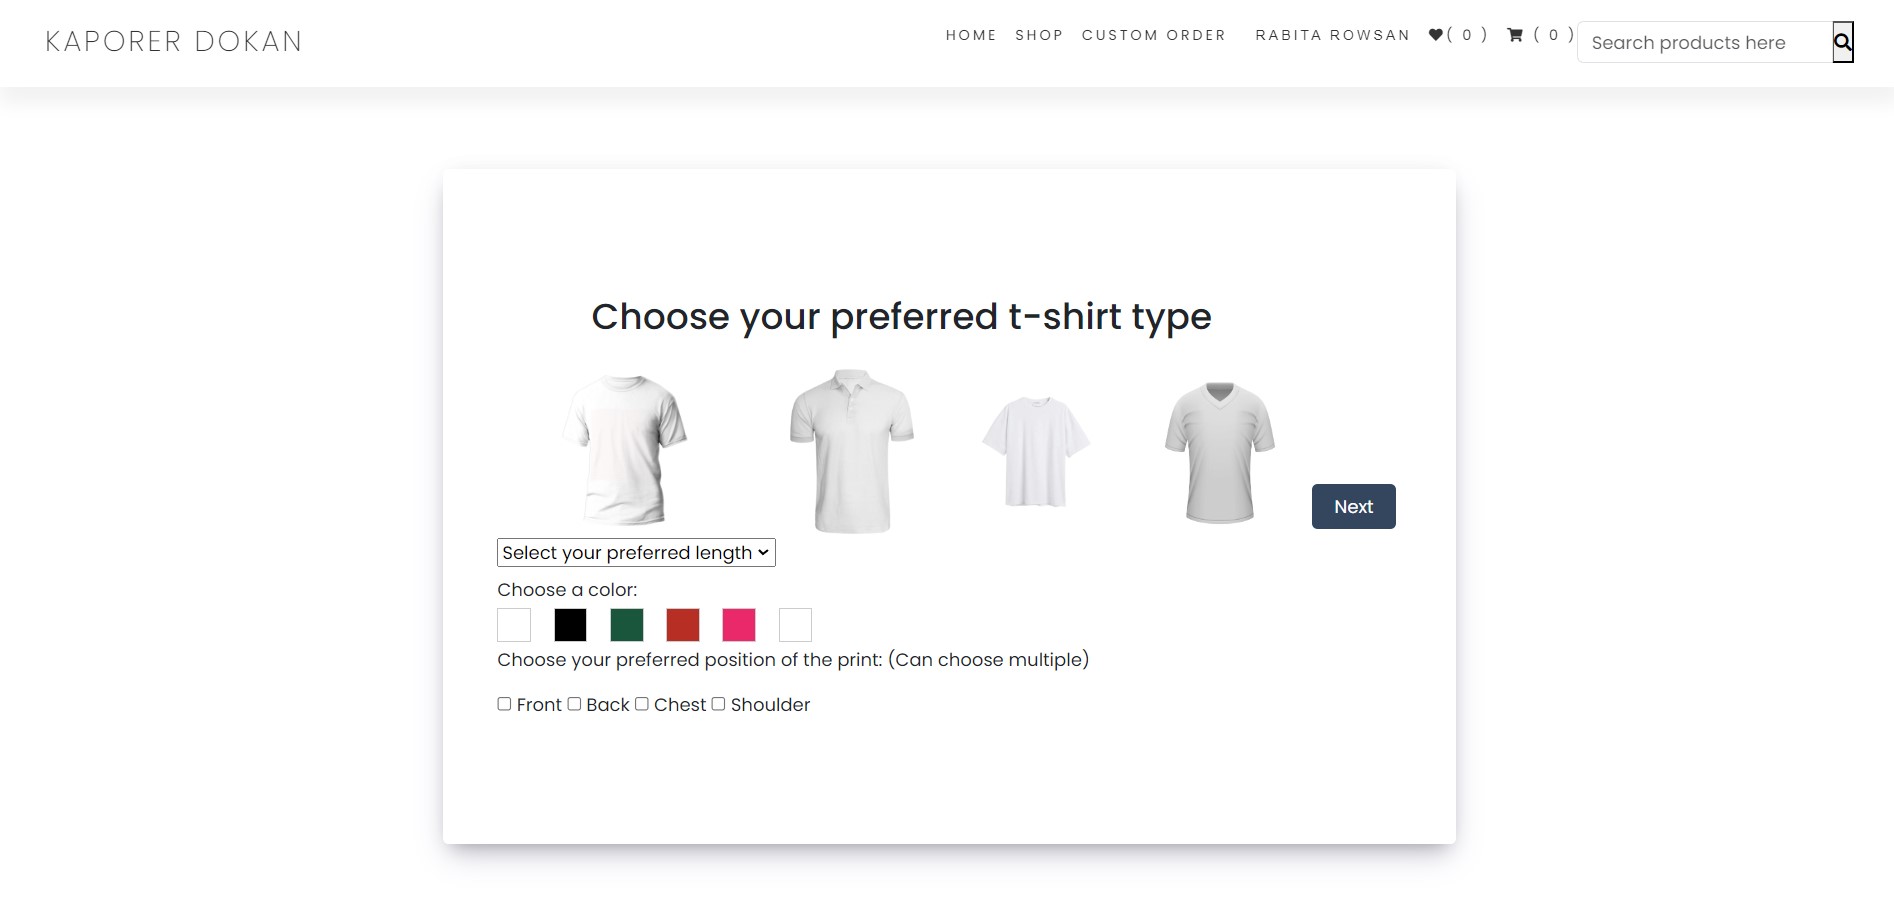 KAPORER DOKAN
HOME SHOP CUSTOM ORDER RABITA ROWSAN ( 0 ) ( 0 ) Search products here
Choose your preferred t-shirt type
Next
Select your preferred length
Choose a color:
Choose your preferred position of the print: (Can choose multiple)
Front Back Chest Shoulder